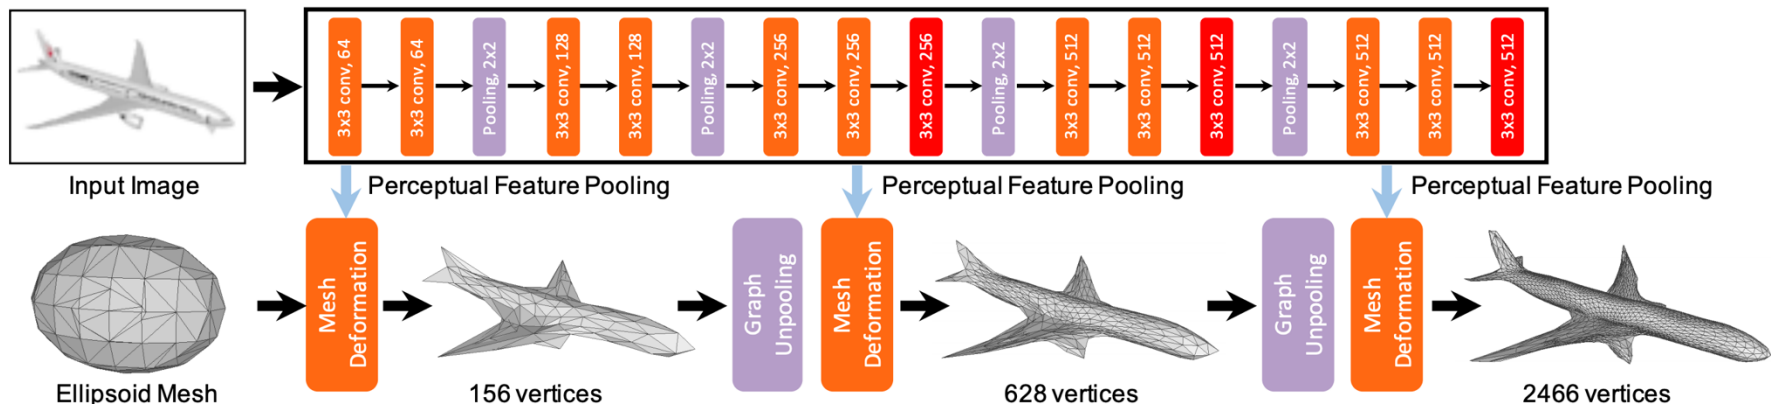 3x3 conv, 64
3x3 conv, 64
Pooling, 2x2
3x3 conv, 128
3x3 conv, 128
Pooling, 2x2
3x3 conv, 256
3x3 conv, 256
3x3 conv, 256
Pooling, 2x2
3x3 conv, 512
3x3 conv, 512
3x3 conv, 512
Pooling, 2x2
3x3 conv, 512
3x3 conv, 512
3x3 conv, 512
Input Image
Perceptual Feature Pooling
Perceptual Feature Pooling
Perceptual Feature Pooling
Mesh
Deformation
Graph
Unpooling
Mesh
Deformation
Graph
Unpooling
Mesh
Deformation
Ellipsoid Mesh
156 vertices
628 vertices
2466 vertices